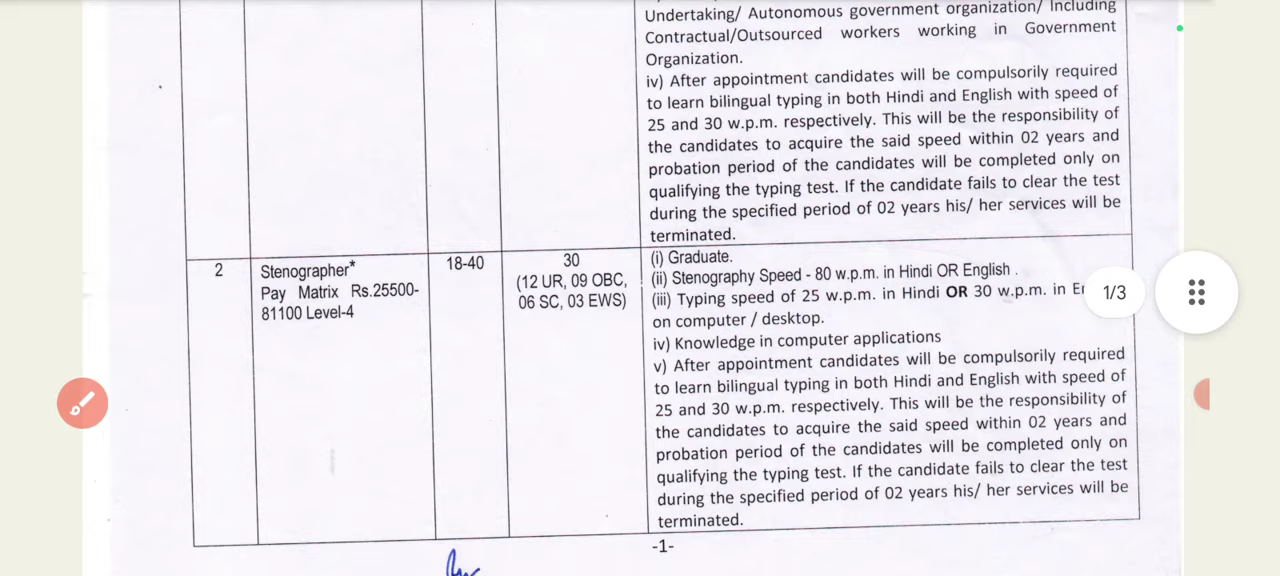 Undertaking/ Autonomous government organization/ Including
Contractual/Outsourced workers working in Government
Organization.
iv) After appointment candidates will be compulsorily required
to learn bilingual typing in both Hindi and English with speed of
25 and 30 w.p.m. respectively. This will be the responsibility of
the candidates to acquire the said speed within 02 years and
probation period of the candidates will be completed only on
qualifying the typing test. If the candidate fails to clear the test
during the specified period of 02 years his/ her services will be
terminated.
2
Stenographer*
Pay Matrix Rs.25500-
81100 Level-4
18-40
30
(12 UR, 09 OBC,
06 SC, 03 EWS)
(i) Graduate.
(ii) Stenography Speed - 80 w.p.m. in Hindi OR English .
(iii) Typing speed of 25 w.p.m. in Hindi OR 30 w.p.m. in
on computer / desktop.
iv) Knowledge in computer applications
v) After appointment candidates will be compulsorily required
to learn bilingual typing in both Hindi and English with speed of
25 and 30 w.p.m. respectively. This will be the responsibility of
the candidates to acquire the said speed within 02 years and
probation period of the candidates will be completed only on
qualifying the typing test. If the candidate fails to clear the test
during the specified period of 02 years his/ her services will be
terminated.
1/3
-1-